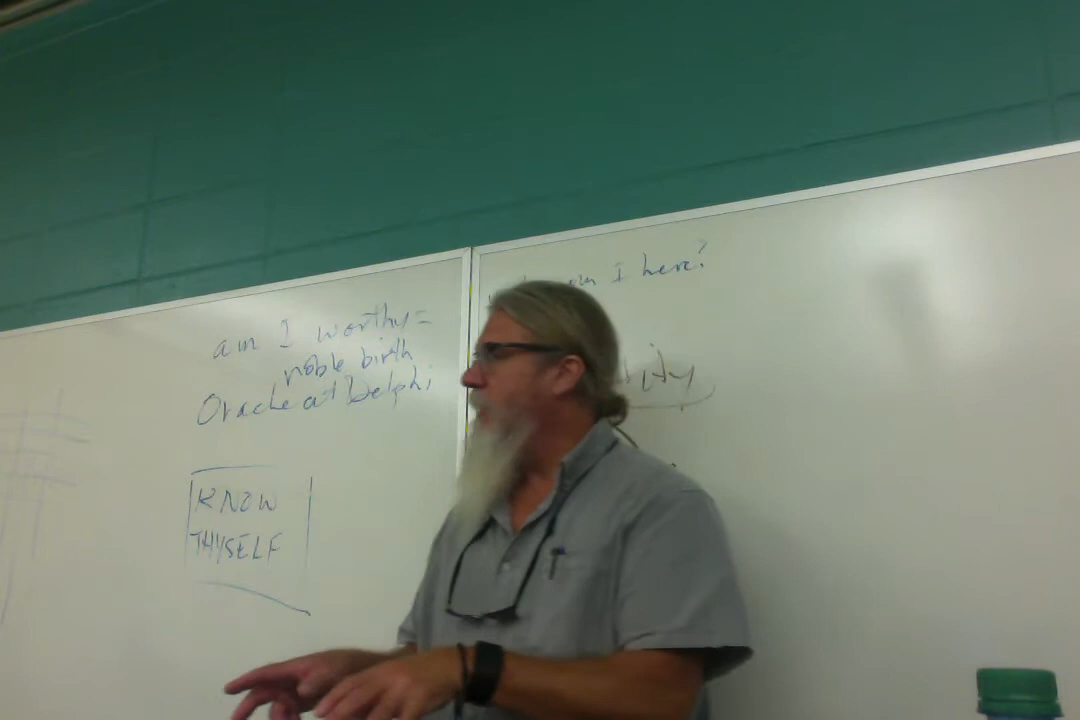 am I worthy =
noble birth
Oracle at Delphi
KNOW
THYSELF
am I here?